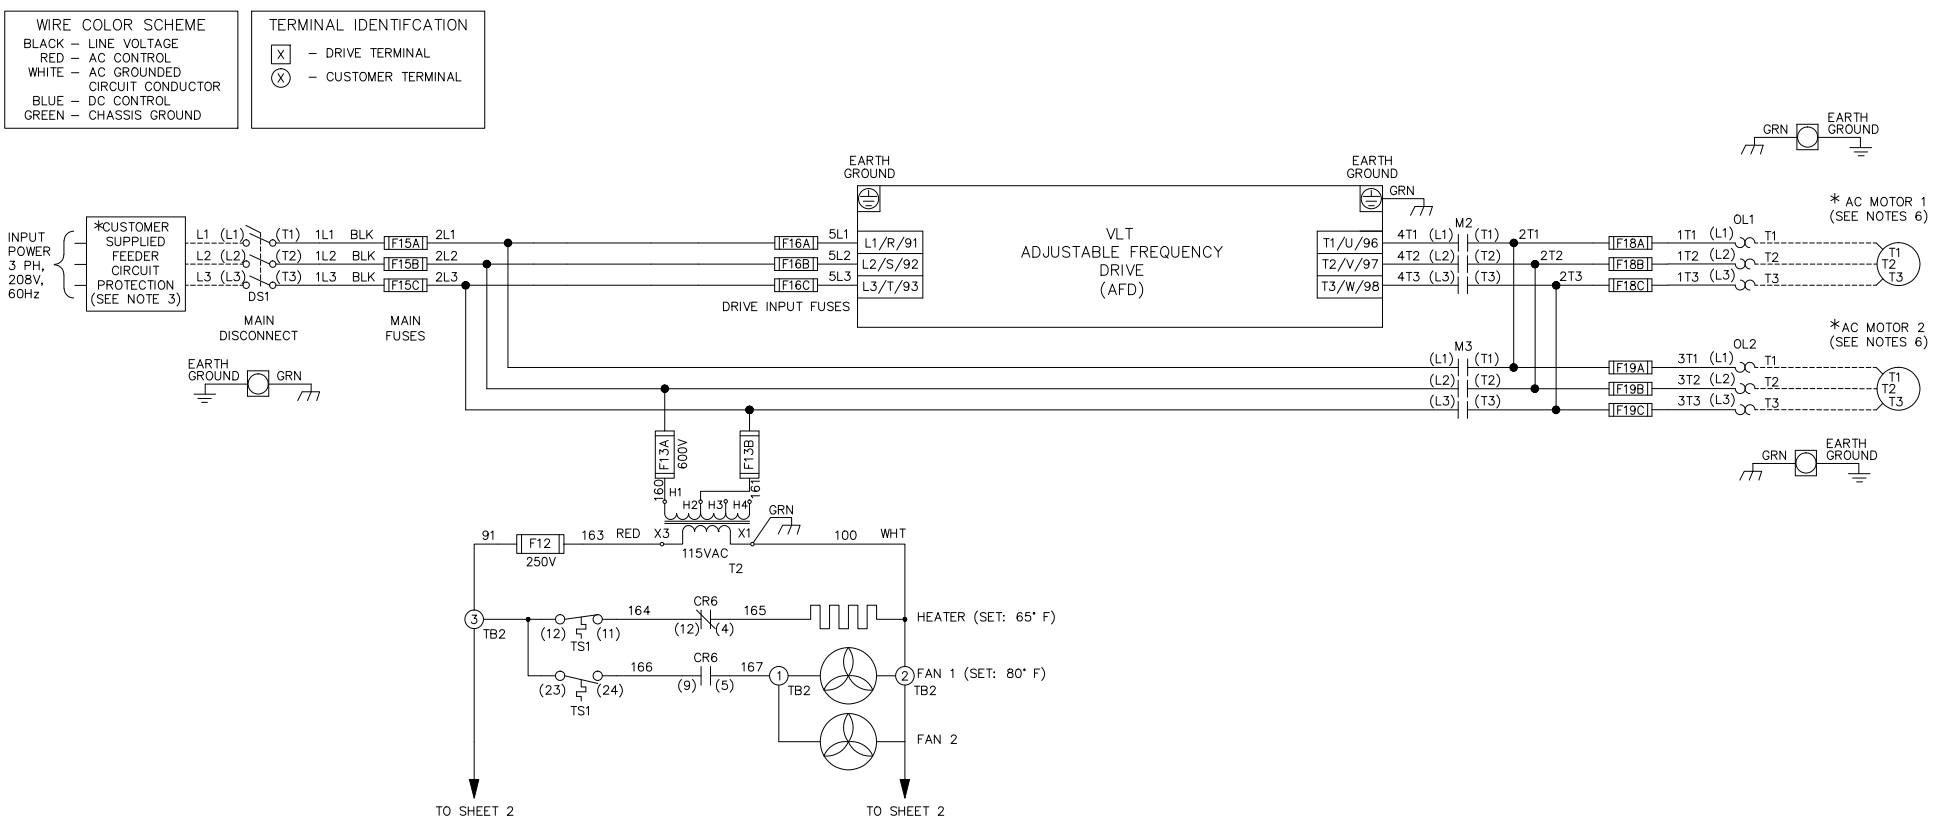 WIRE COLOR SCHEME
BLACK – LINE VOLTAGE
RED – AC CONTROL
WHITE – AC GROUNDED
CIRCUIT CONDUCTOR
BLUE – DC CONTROL
GREEN – CHASSIS GROUND
TERMINAL IDENTIFCATION
X – DRIVE TERMINAL
X – CUSTOMER TERMINAL
GRN
EARTH
GROUND
EARTH
GROUND
EARTH
GROUND
GRN
INPUT
POWER
3 PH,
208V,
60Hz
*CUSTOMER
SUPPLIED
FEEDER
CIRCUIT
PROTECTION
(SEE NOTE 3)
L1 (L1) (T1) 1L1 BLK F15A 2L1
L2 (L2) (T2) 1L2 BLK F15B 2L2
L3 (L3) (T3) 1L3 BLK F15C 2L3
DS1
MAIN
DISCONNECT
MAIN
FUSES
F16A 5L1 L1/R/91
F16B 5L2 L2/S/92
F16C 5L3 L3/T/93
DRIVE INPUT FUSES
VLT
ADJUSTABLE FREQUENCY
DRIVE
(AFD)
M2
T1/U/96 4T1 (L1) (T1) 2T1 F18A 1T1 (L1) T1
T2/V/97 4T2 (L2) (T2) 2T2 F18B 1T2 (L2) T2
T3/W/98 4T3 (L3) (T3) 2T3 F18C 1T3 (L3) T3
OL1
* AC MOTOR 1
(SEE NOTES 6)
T1
T2
T3
EARTH
GROUND
GRN
M3
(L1) (T1) F19A 3T1 (L1) T1
(L2) (T2) F19B 3T2 (L2) T2
(L3) (T3) F19C 3T3 (L3) T3
OL2
*AC MOTOR 2
(SEE NOTES 6)
T1
T2
T3
GRN
EARTH
GROUND
F13A
600V
F13B
160
161
H1
H2 H3 H4
GRN
91 F12 163 RED X3 X1 100 WHT
250V
115VAC
T2
3
TB2
(12) (11) 164 CR6 165
TS1
(12) (4)
HEATER (SET: 65° F)
(23) (24) 166 CR6 167 1
TS1
(9) (5)
TB2
2 FAN 1 (SET: 80° F)
TB2
FAN 2
TO SHEET 2
TO SHEET 2